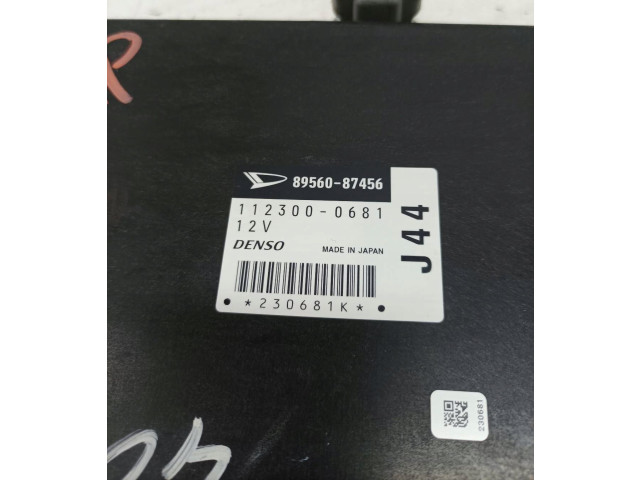 89560-87456
112300-0681
12V
DENSO MADE IN JAPAN
J44
*230681K*
230681